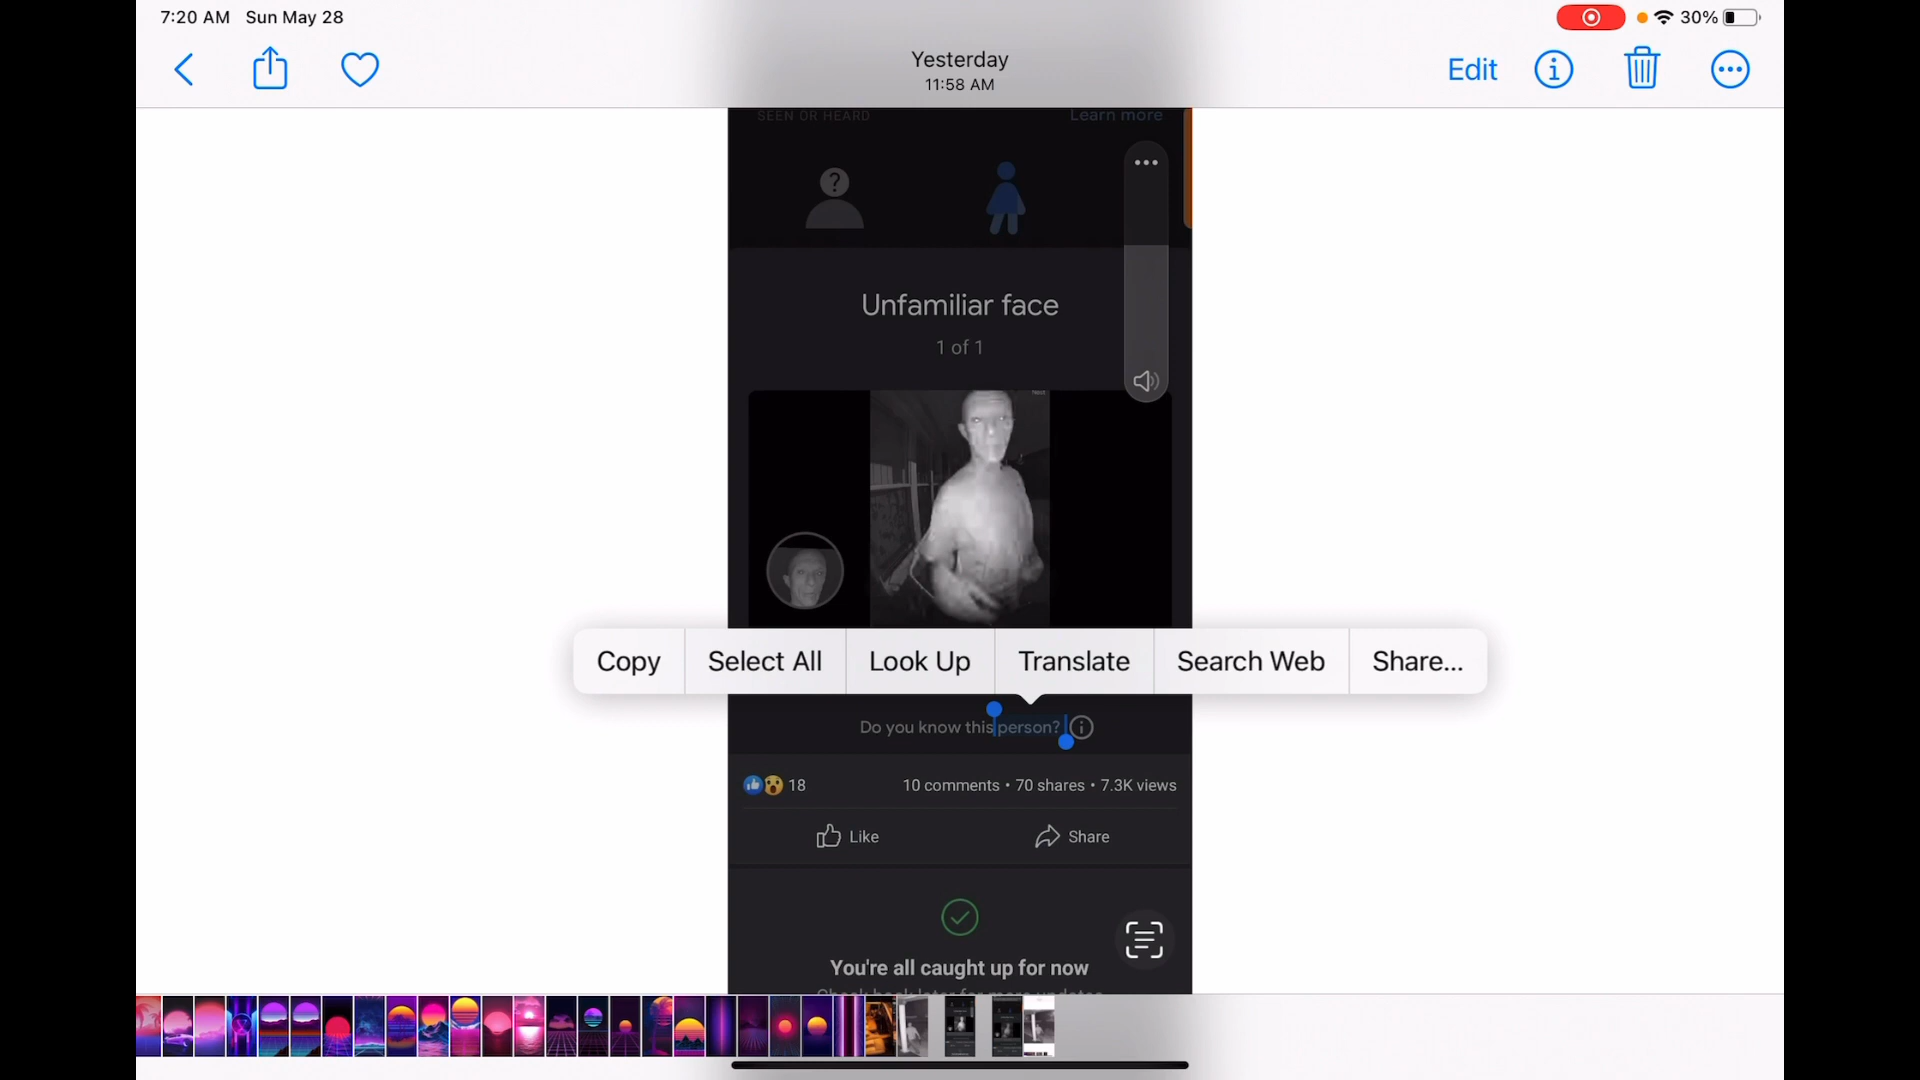 7:20 AM Sun May 28
30%
Yesterday
11:58 AM
Edit
SEEN OR HEARD
Learn more
?
Unfamiliar face
1 of 1
Copy
Select All
Look Up
Translate
Search Web
Share...
Do you know this person?
18
10 comments • 70 shares • 7.3K views
Like
Share
You're all caught up for now